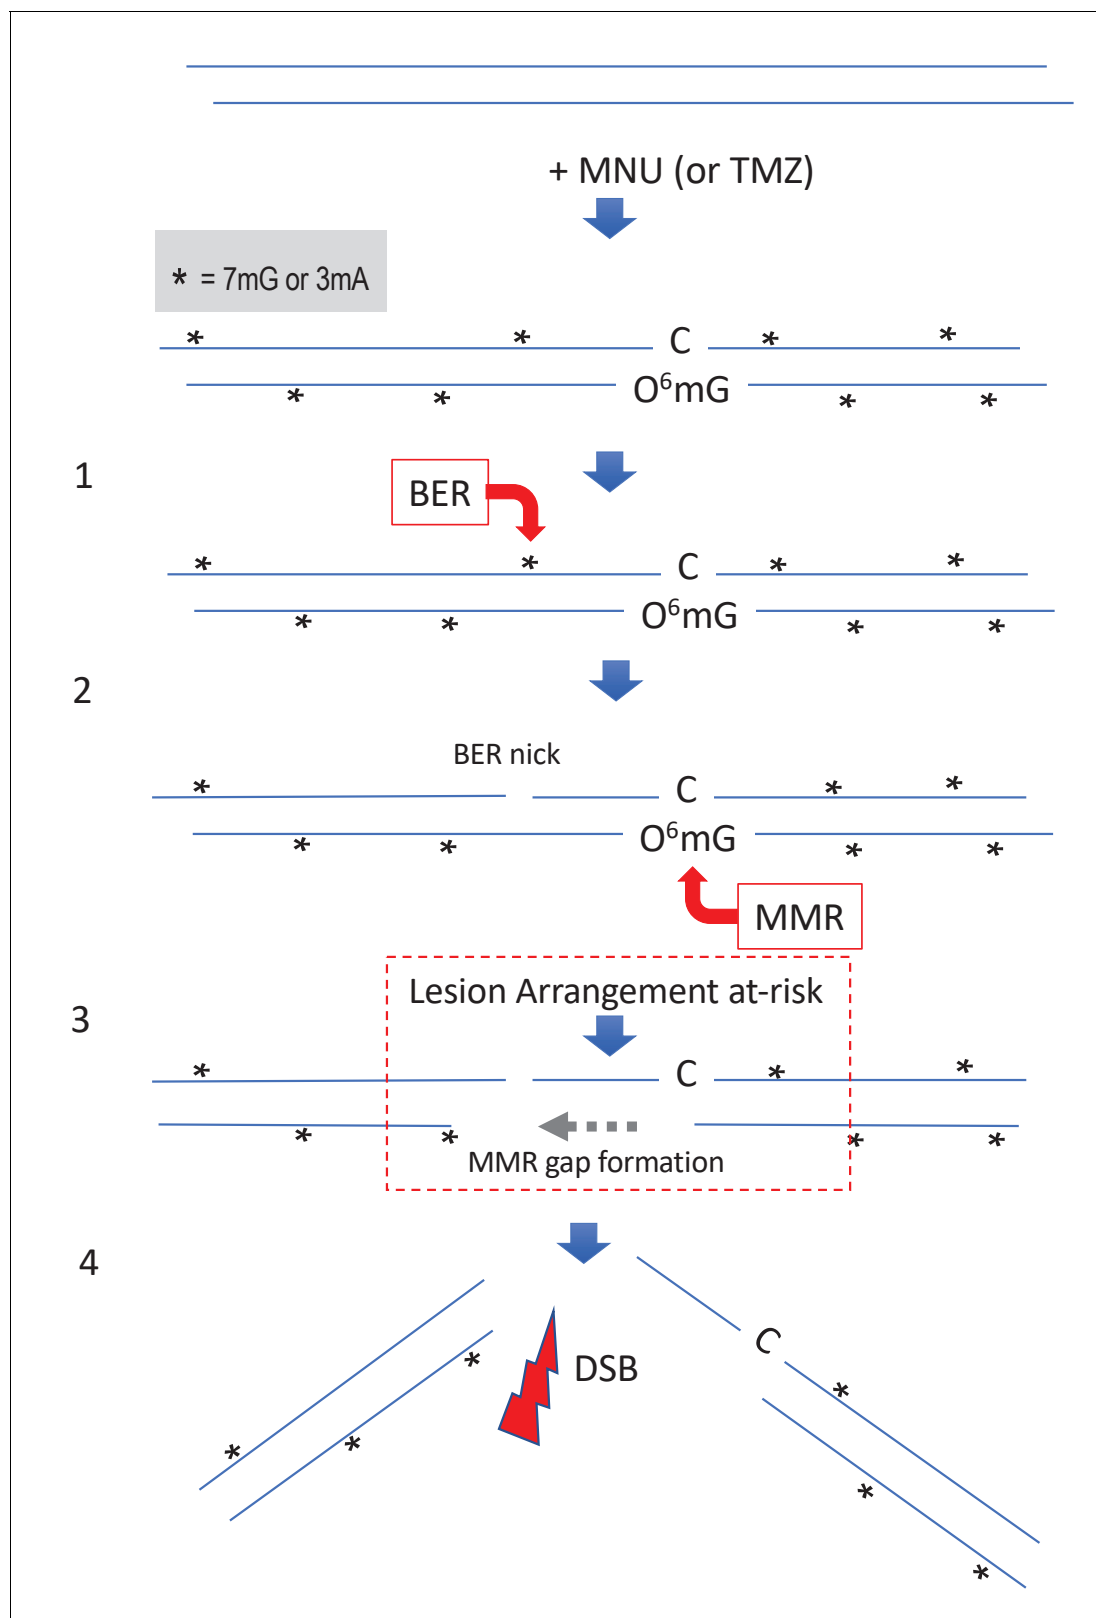 + MNU (or TMZ)
* = 7mG or 3mA
* * C * *
* * O⁶mG * *
1
BER
* * C * *
* * O⁶mG * *
2
BER nick
* C * *
* * O⁶mG * *
MMR
Lesion Arrangement at-risk
3
* C * *
* * * *
MMR gap formation
4
DSB
C
* *
* *
* *
*